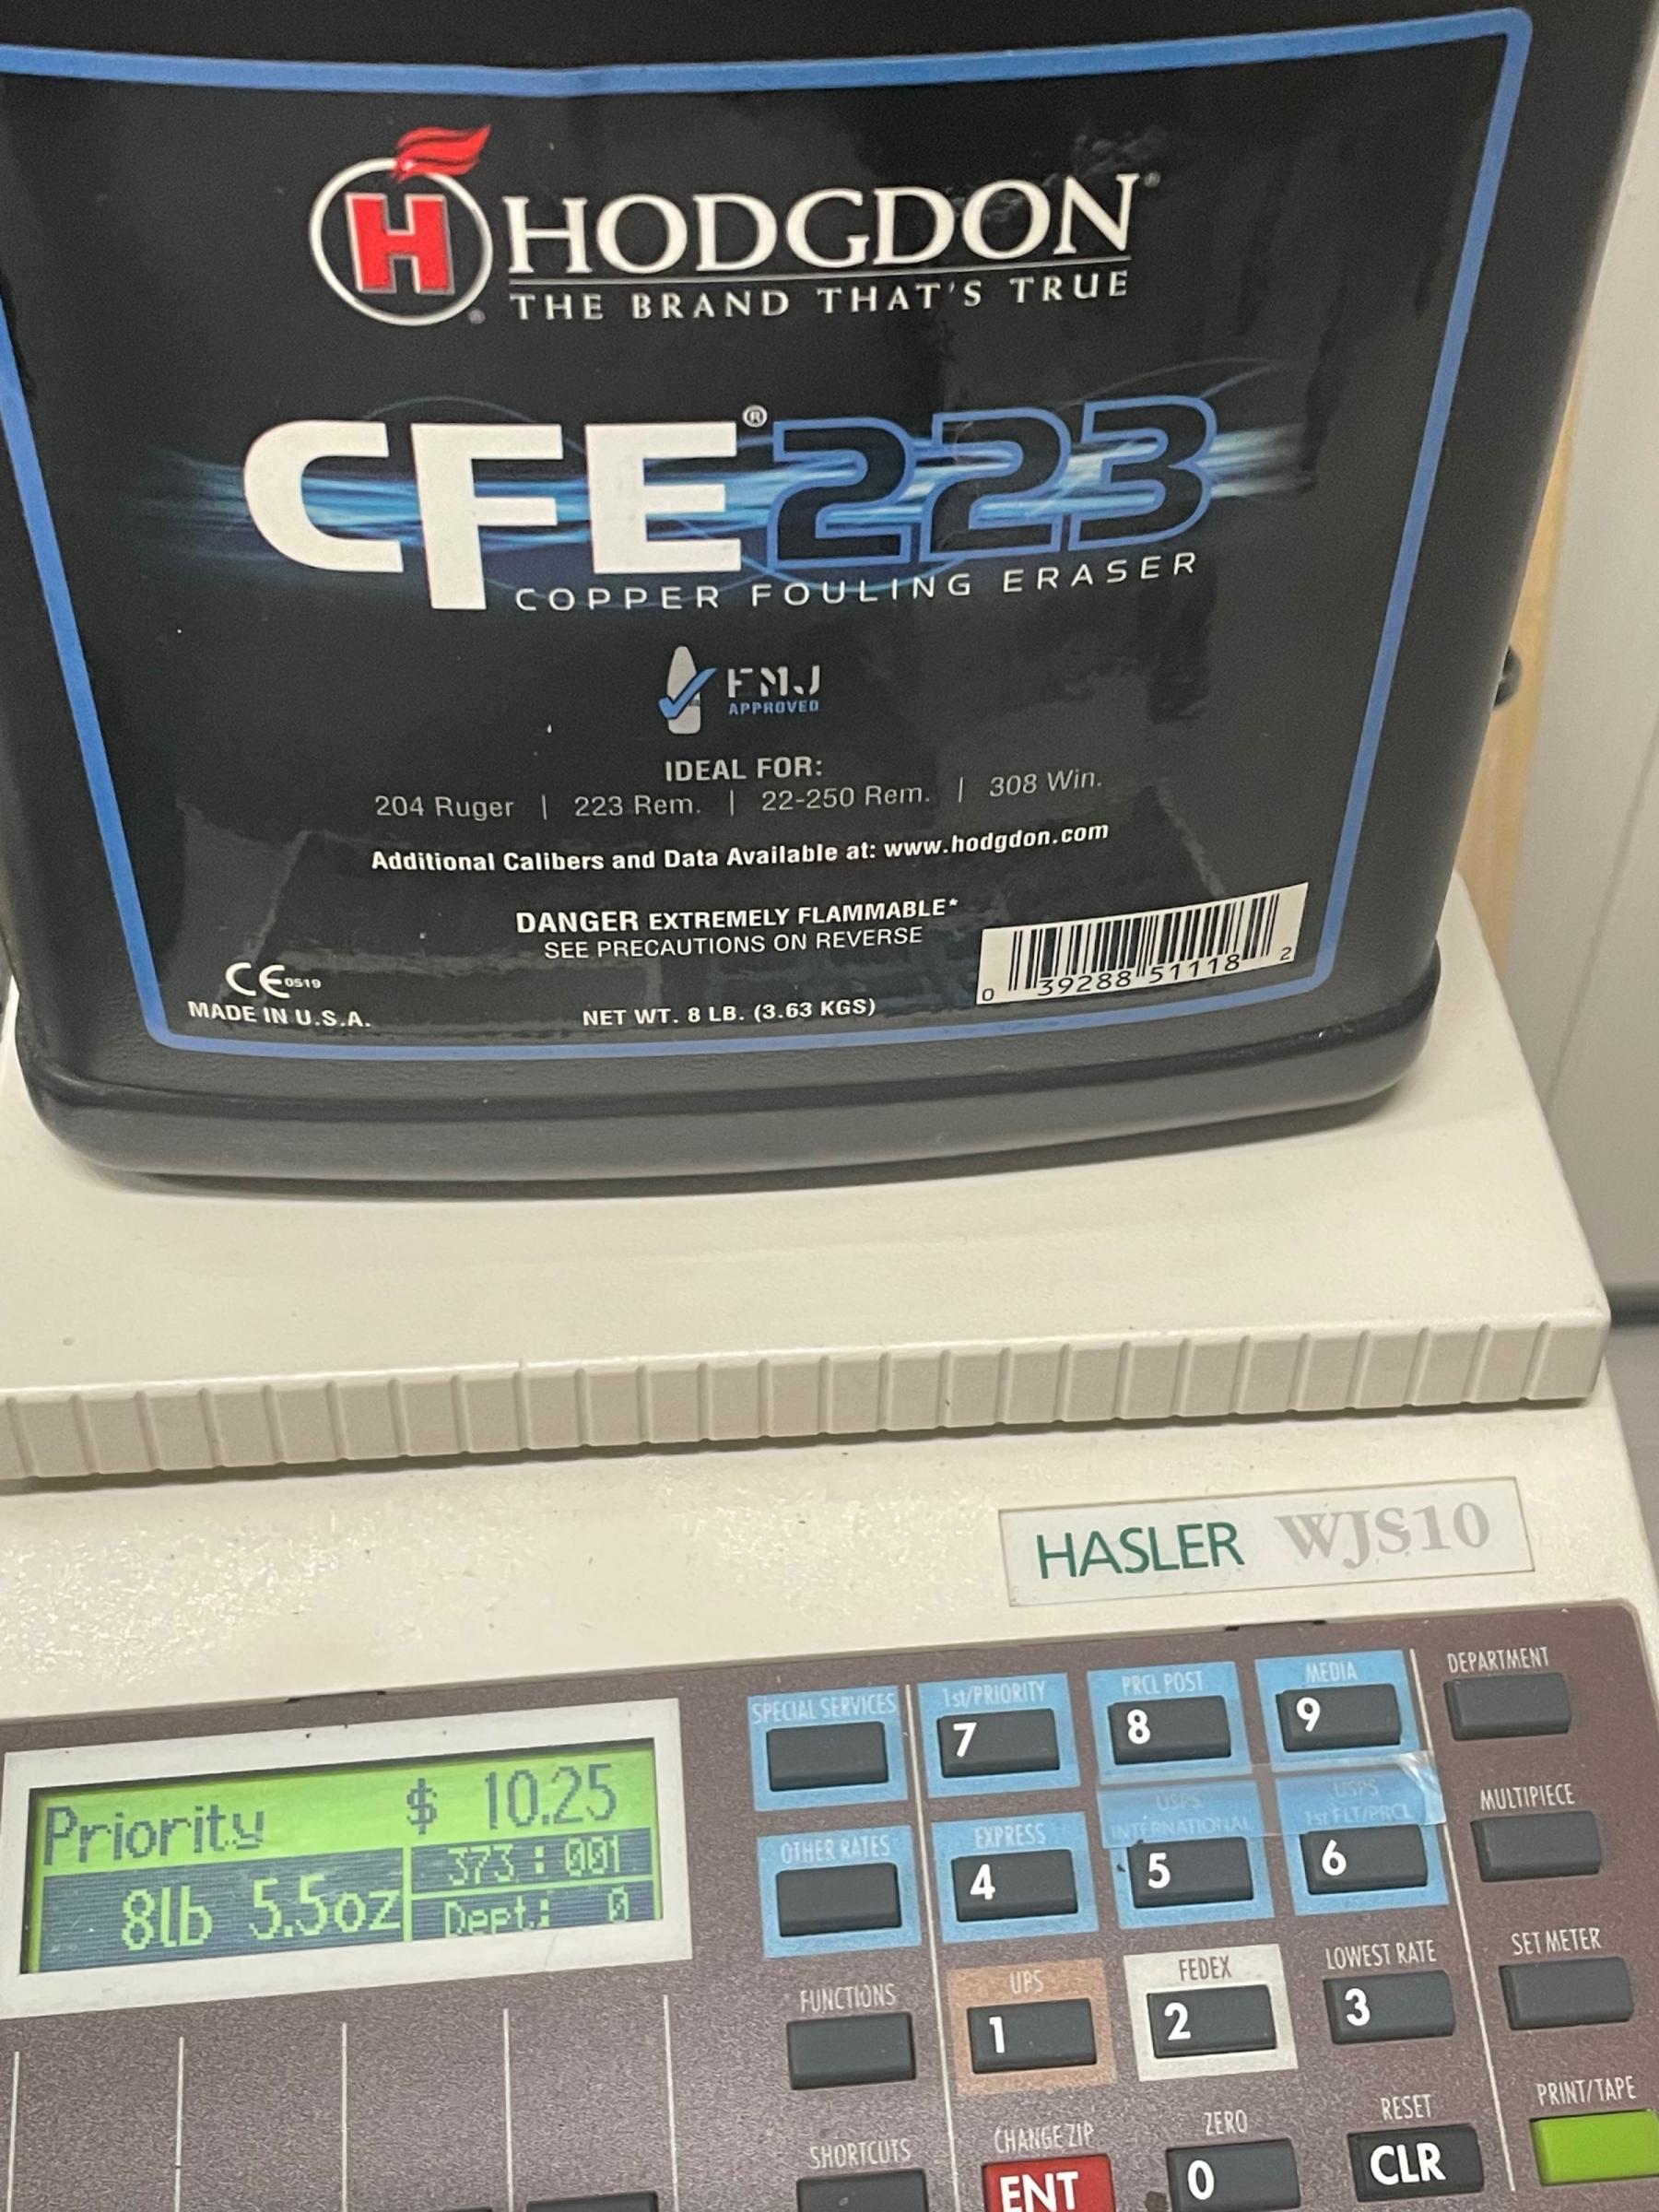 H HODGDON®
THE BRAND THAT'S TRUE
CFE®223
COPPER FOULING ERASER
FMJ
APPROVED
IDEAL FOR:
204 Ruger | 223 Rem. | 22-250 Rem. | 308 Win.
Additional Calibers and Data Available at: www.hodgdon.com
DANGER EXTREMELY FLAMMABLE*
SEE PRECAUTIONS ON REVERSE
CE 0519
MADE IN U.S.A.
NET WT. 8 LB. (3.63 KGS)
0 39288 51118 2
HASLER WJS10
Priority $ 10.25
8lb 5.5oz
373 : 001
Dept.: 0
SPECIAL SERVICES
1st/PRIORITY
7
PRCL POST
8
MEDIA
9
DEPARTMENT
OTHER RATES
EXPRESS
4
USPS
INTERNATIONAL
5
USPS
1st FLT/PRCL
6
MULTIPIECE
FUNCTIONS
UPS
1
FEDEX
2
LOWEST RATE
3
SET METER
SHORTCUTS
CHANGE ZIP
ENT
ZERO
0
RESET
CLR
PRINT/TAPE